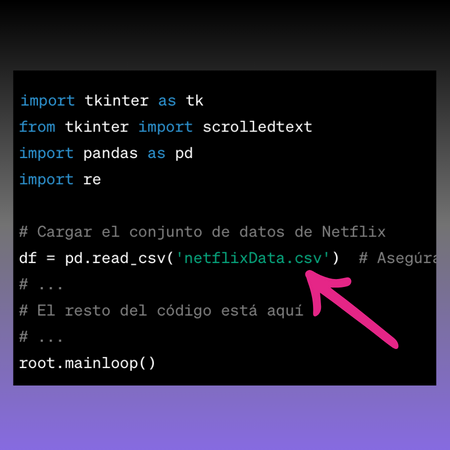 import tkinter as tk
from tkinter import scrolledtext
import pandas as pd
import re
# Cargar el conjunto de datos de Netflix
df = pd.read_csv('netflixData.csv')  # Asegúra
# ...
# El resto del código está aquí
# ...
root.mainloop()